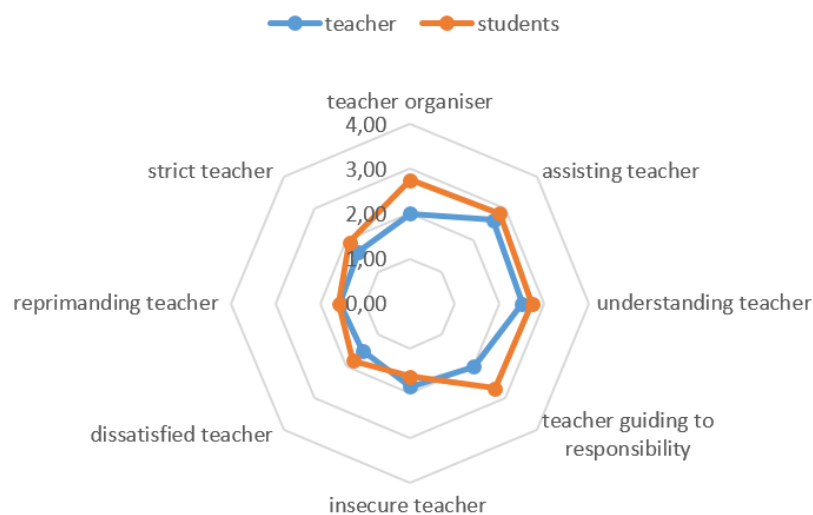 teacher students
teacher organiser
4,00
strict teacher
assisting teacher
3,00
2,00
1,00
reprimanding teacher
0,00
understanding teacher
dissatisfied teacher
teacher guiding to
responsibility
insecure teacher